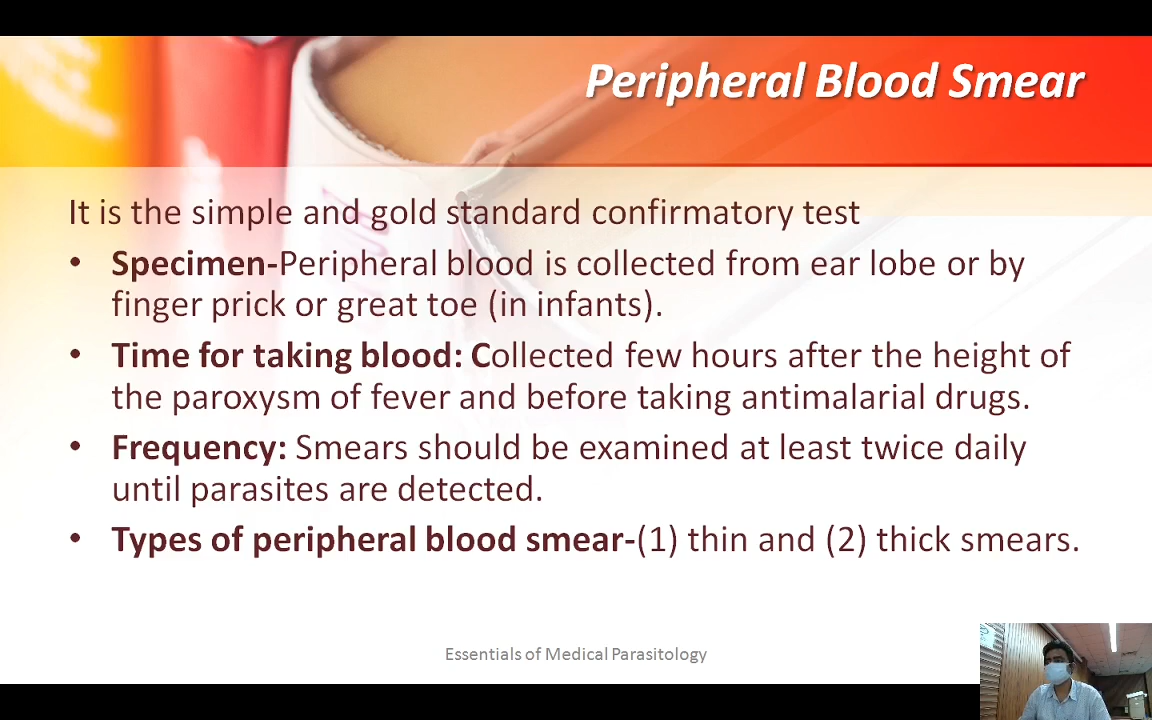 Peripheral Blood Smear
It is the simple and gold standard confirmatory test
• Specimen-Peripheral blood is collected from ear lobe or by
finger prick or great toe (in infants).
• Time for taking blood: Collected few hours after the height of
the paroxysm of fever and before taking antimalarial drugs.
• Frequency: Smears should be examined at least twice daily
until parasites are detected.
• Types of peripheral blood smear-(1) thin and (2) thick smears.
Essentials of Medical Parasitology